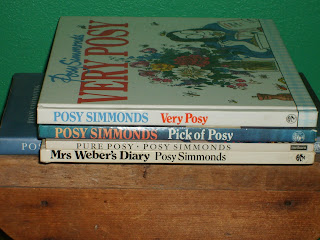 Posy Simmonds
VERY POSY
POSY SIMMONDS Very Posy
POSY SIMMONDS Pick of Posy
PURE POSY · POSY SIMMONDS
Mrs Weber's Diary Posy Simmonds